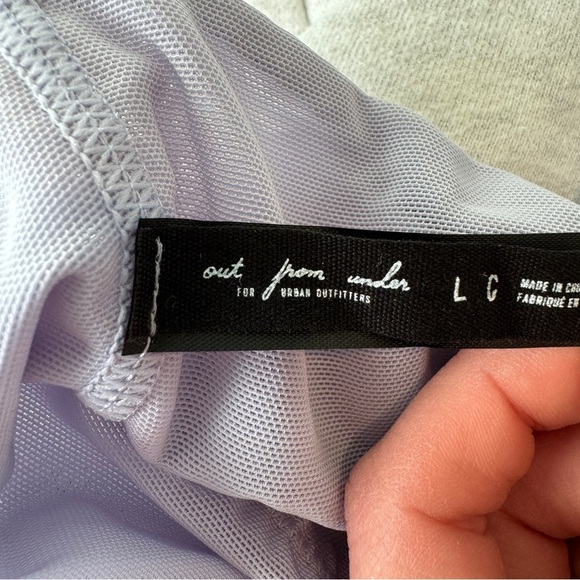 out from under
FOR URBAN OUTFITTERS
L G
MADE IN
FABRIQUÉ